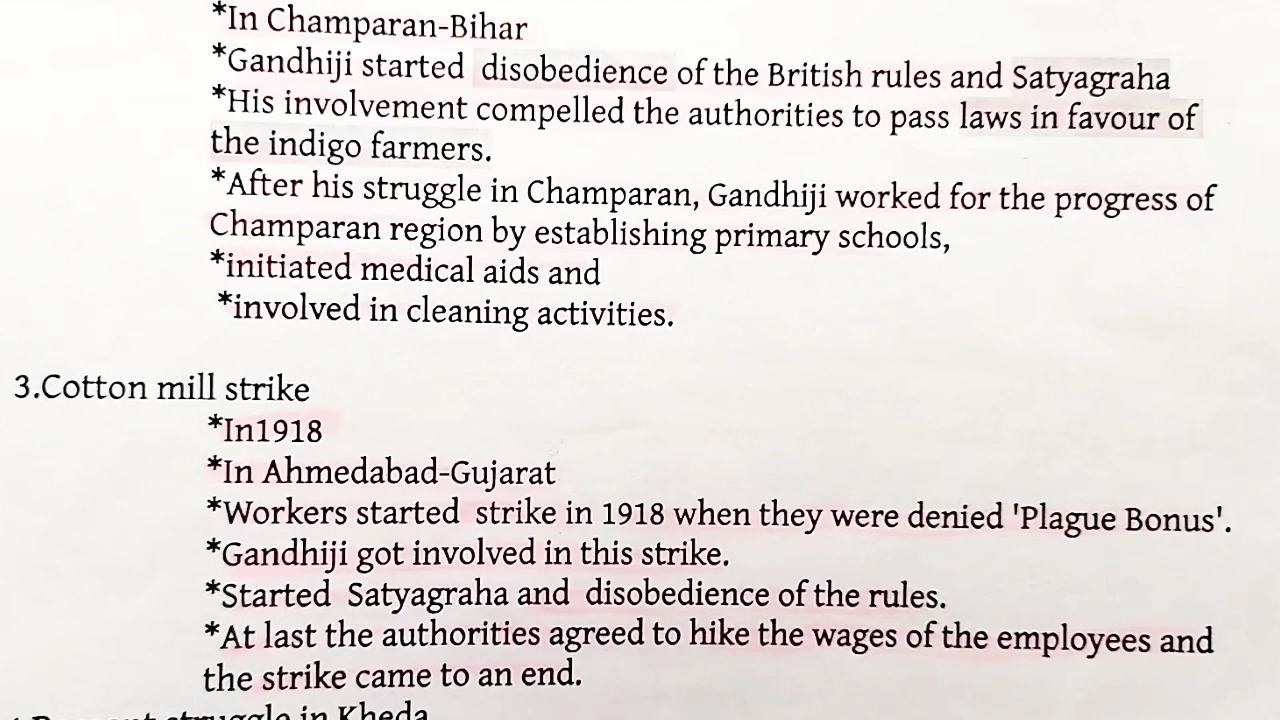 *In Champaran-Bihar
*Gandhiji started disobedience of the British rules and Satyagraha
*His involvement compelled the authorities to pass laws in favour of
the indigo farmers.
*After his struggle in Champaran, Gandhiji worked for the progress of
Champaran region by establishing primary schools,
*initiated medical aids and
*involved in cleaning activities.
3.Cotton mill strike
*In1918
*In Ahmedabad-Gujarat
*Workers started strike in 1918 when they were denied 'Plague Bonus'.
*Gandhiji got involved in this strike.
*Started Satyagraha and disobedience of the rules.
*At last the authorities agreed to hike the wages of the employees and
the strike came to an end.
struggle in Kheda